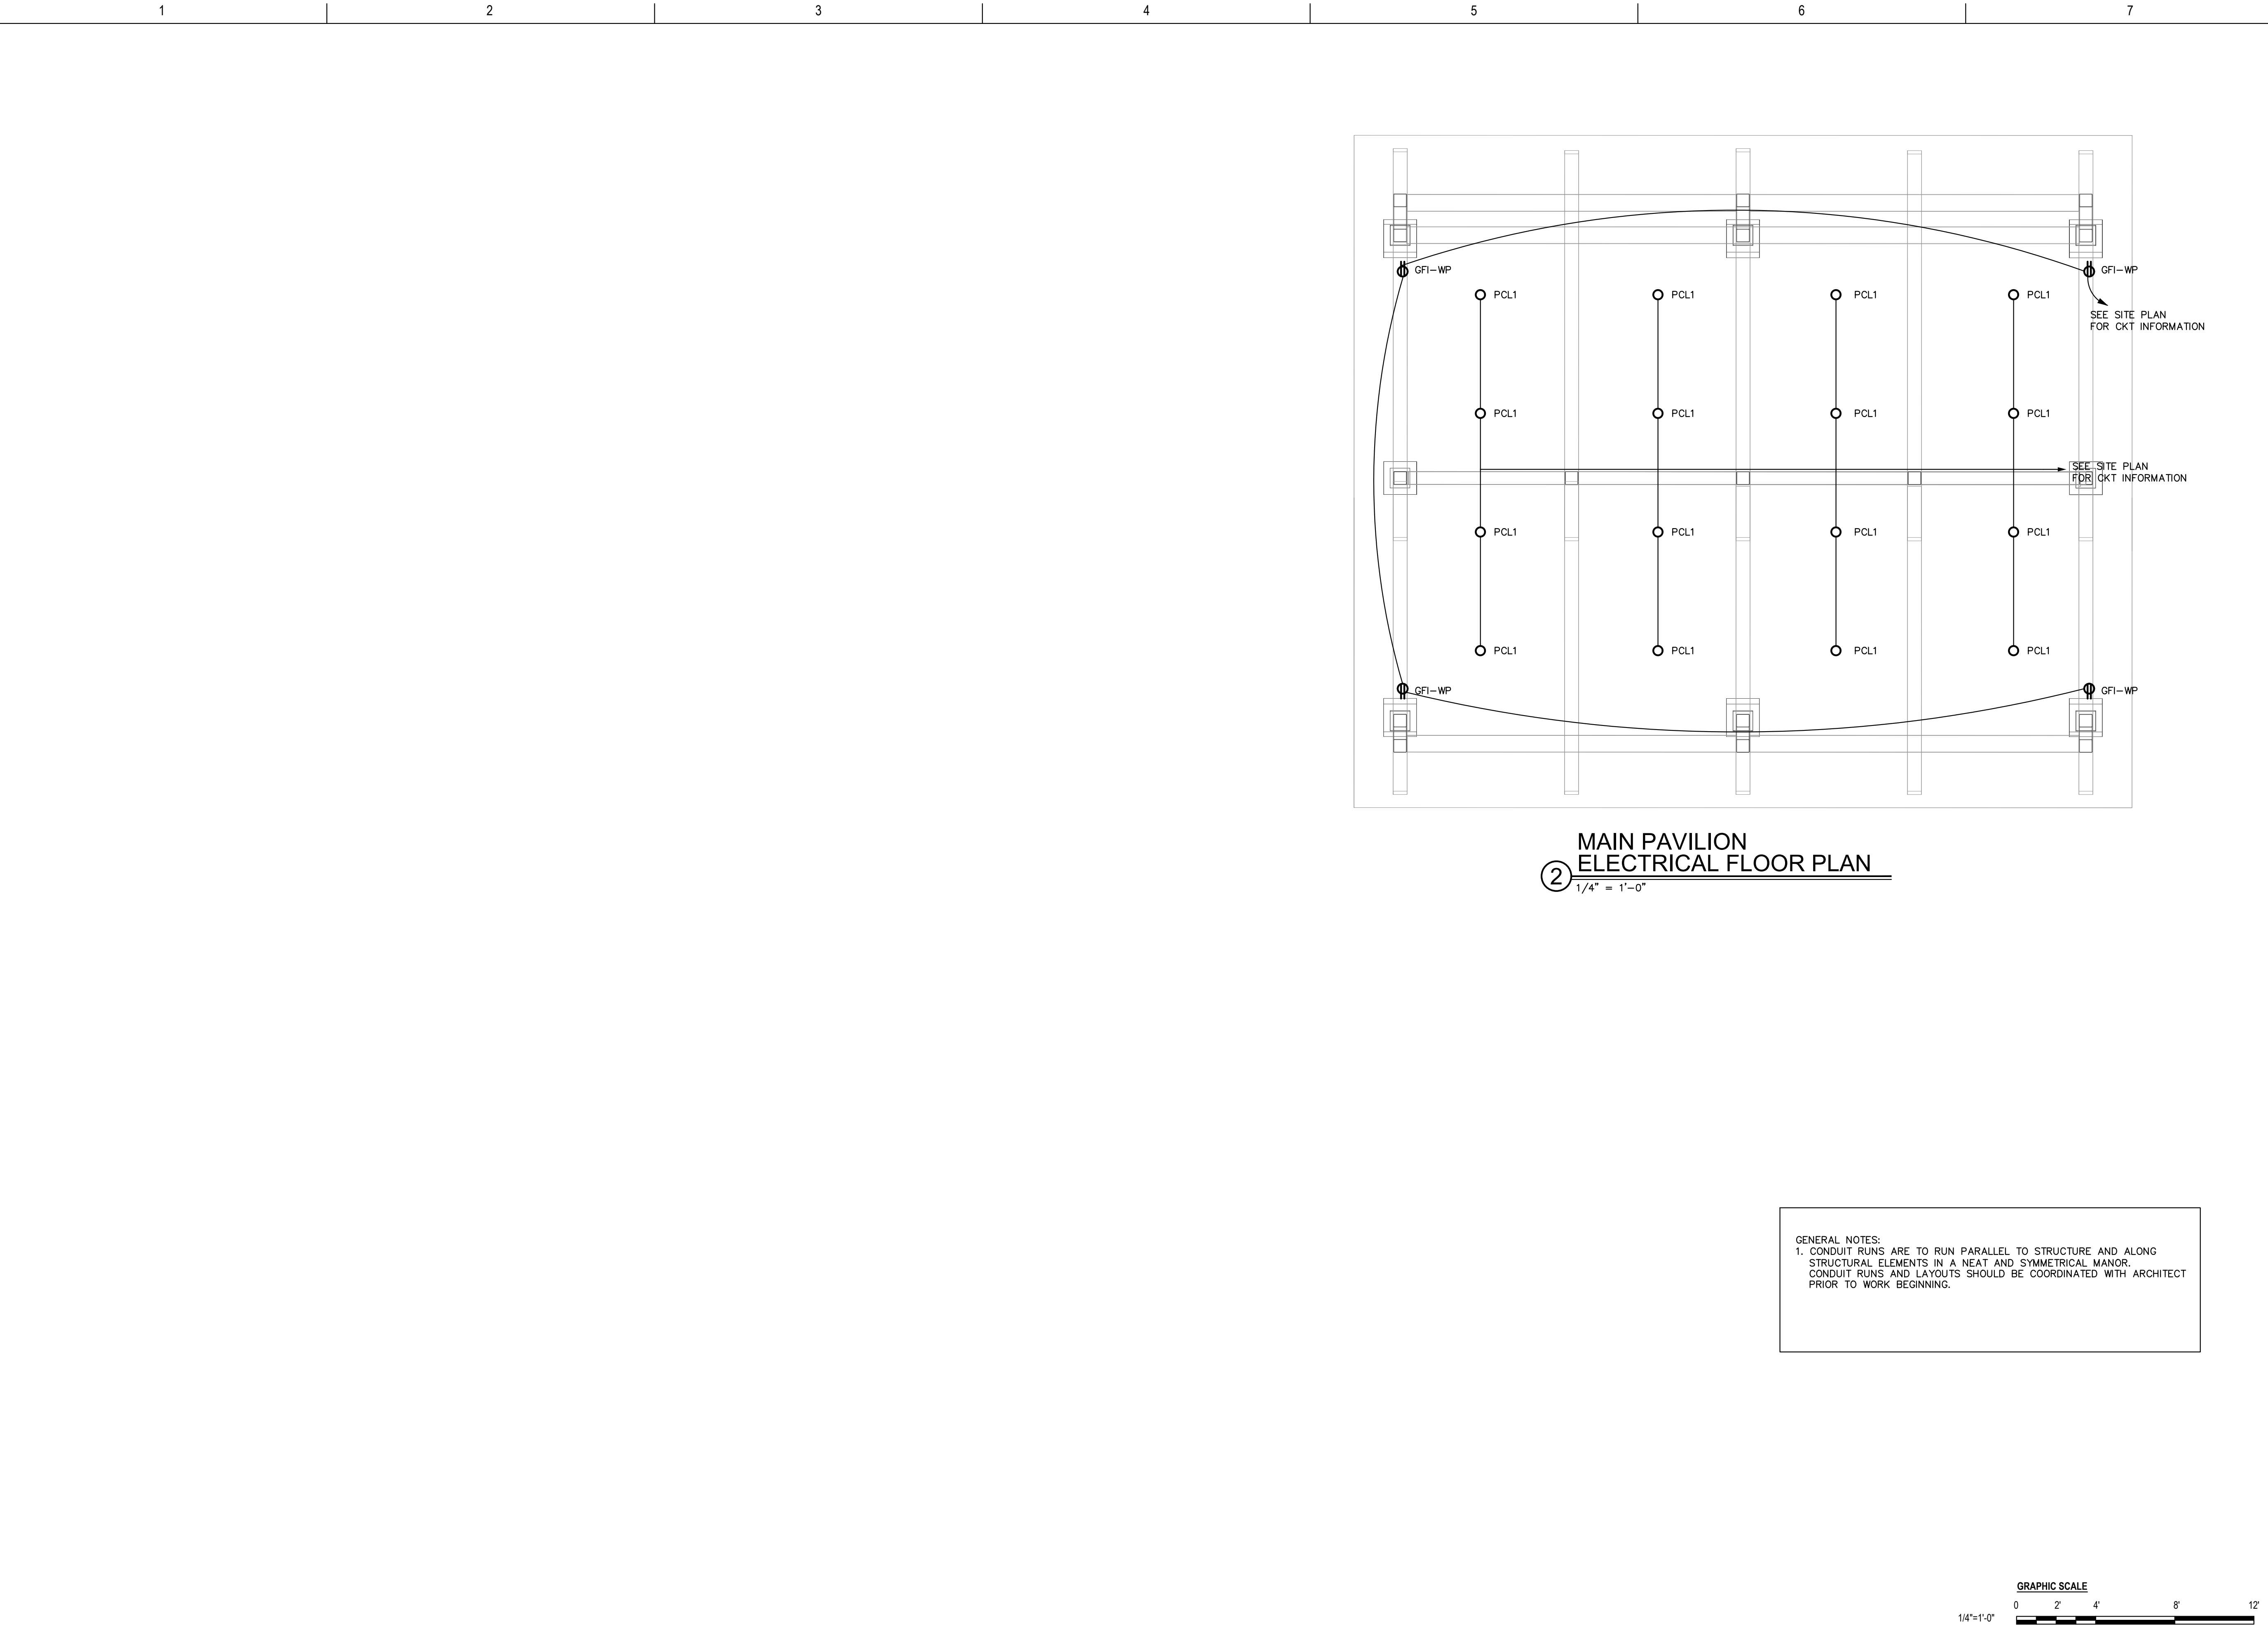 1 2 3 4 5 6 7
GFI-WP GFI-WP
PCL1 PCL1 PCL1 PCL1
SEE SITE PLAN
FOR CKT INFORMATION
PCL1 PCL1 PCL1 PCL1
SEE SITE PLAN
FOR CKT INFORMATION
PCL1 PCL1 PCL1 PCL1
PCL1 PCL1 PCL1 PCL1
GFI-WP GFI-WP
MAIN PAVILION
2 ELECTRICAL FLOOR PLAN
1/4" = 1'-0"
GENERAL NOTES:
1. CONDUIT RUNS ARE TO RUN PARALLEL TO STRUCTURE AND ALONG
STRUCTURAL ELEMENTS IN A NEAT AND SYMMETRICAL MANOR.
CONDUIT RUNS AND LAYOUTS SHOULD BE COORDINATED WITH ARCHITECT
PRIOR TO WORK BEGINNING.
GRAPHIC SCALE
0 2' 4' 8' 12'
1/4"=1'-0"